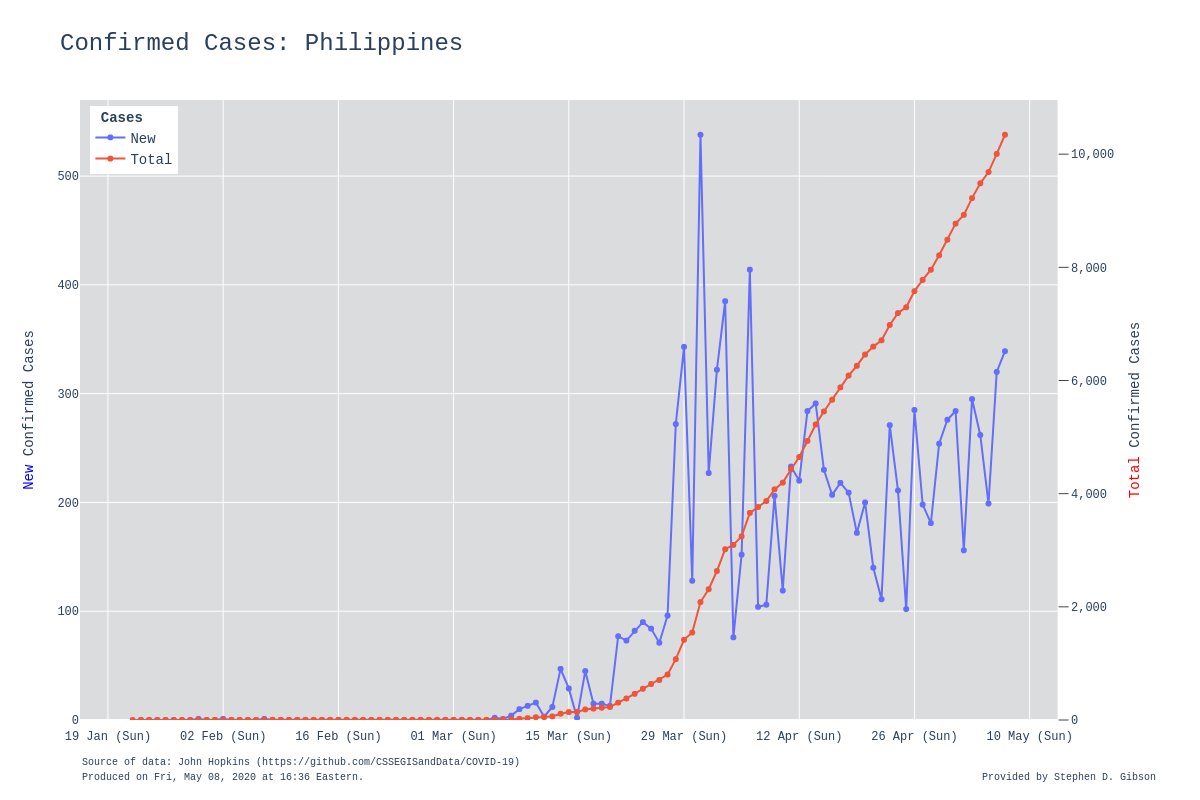 Confirmed Cases: Philippines
Cases
New
Total
500
400
300
200
100
0
10,000
8,000
6,000
4,000
2,000
0
New Confirmed Cases
Total Confirmed Cases
19 Jan (Sun) 02 Feb (Sun) 16 Feb (Sun) 01 Mar (Sun) 15 Mar (Sun) 29 Mar (Sun) 12 Apr (Sun) 26 Apr (Sun) 10 May (Sun)
Source of data: John Hopkins (https://github.com/CSSEGISandData/COVID-19)
Produced on Fri, May 08, 2020 at 16:36 Eastern.
Provided by Stephen D. Gibson